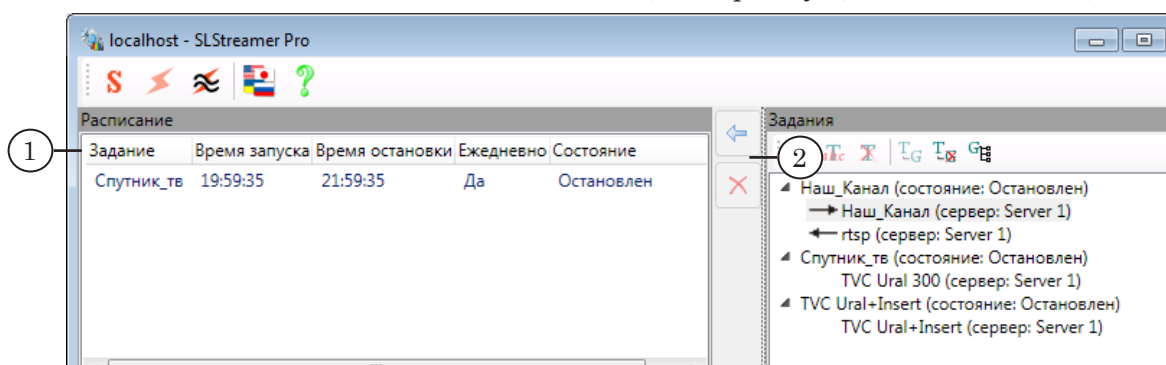 localhost - SLStreamer Pro
S ?
Расписание
Задание Время запуска Время остановки Ежедневно Состояние
Спутник_тв 19:59:35 21:59:35 Да Остановлен
1
2
Задания
Наш_Канал (состояние: Остановлен)
Наш_Канал (сервер: Server 1)
rtsp (сервер: Server 1)
Спутник_тв (состояние: Остановлен)
TVC Ural 300 (сервер: Server 1)
TVC Ural+Insert (состояние: Остановлен)
TVC Ural+Insert (сервер: Server 1)